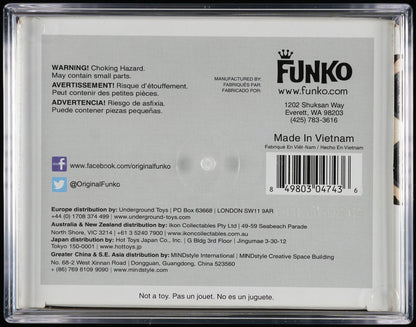 WARNING! Choking Hazard.
May contain small parts.
AVERTISSEMENT! Risque d'étouffement.
Peut contenir des petites pièces.
ADVERTENCIA! Riesgo de asfixia.
Puede contener piezas pequeñas.
MANUFACTURED BY:
FABRIQUÉS PAR:
FABRICADO POR:
FUNKO
www.funko.com
1202 Shuksan Way
Everett, WA 98203
(425) 783-3616
Made In Vietnam
Fabriqué En Viêt-Nam / Hecho En Vietnam
8 49803 04743 6
www.facebook.com/originalfunko
@OriginalFunko
Europe distribution by: Underground Toys | PO Box 63668 | LONDON SW11 9AR
+44 (0) 1708 374 499 | www.underground-toys.com
Australia & New Zealand distribution by: Ikon Collectables Pty Ltd | 49-59 Seabeach Parade
North Shore, VIC 3214 | +61 3 5240 7900 | www.ikoncollectables.com
Japan distribution by: Hot Toys Japan Co., Inc. | G Bldg 3rd Floor | Jingumae 9-30-12
Tokyo 150-0001 | www.hottoys.jp
Greater China & S.E. Asia distribution by: MINDstyle International | MINDstyle Creative Space Building
No. 68-2 West Xinnan Road | Dongguan, Guangdong, China 523560
+ (86) 769 8109 9090 | www.mindstyle.com
Not a toy. Pas un jouet. No es un juguete.